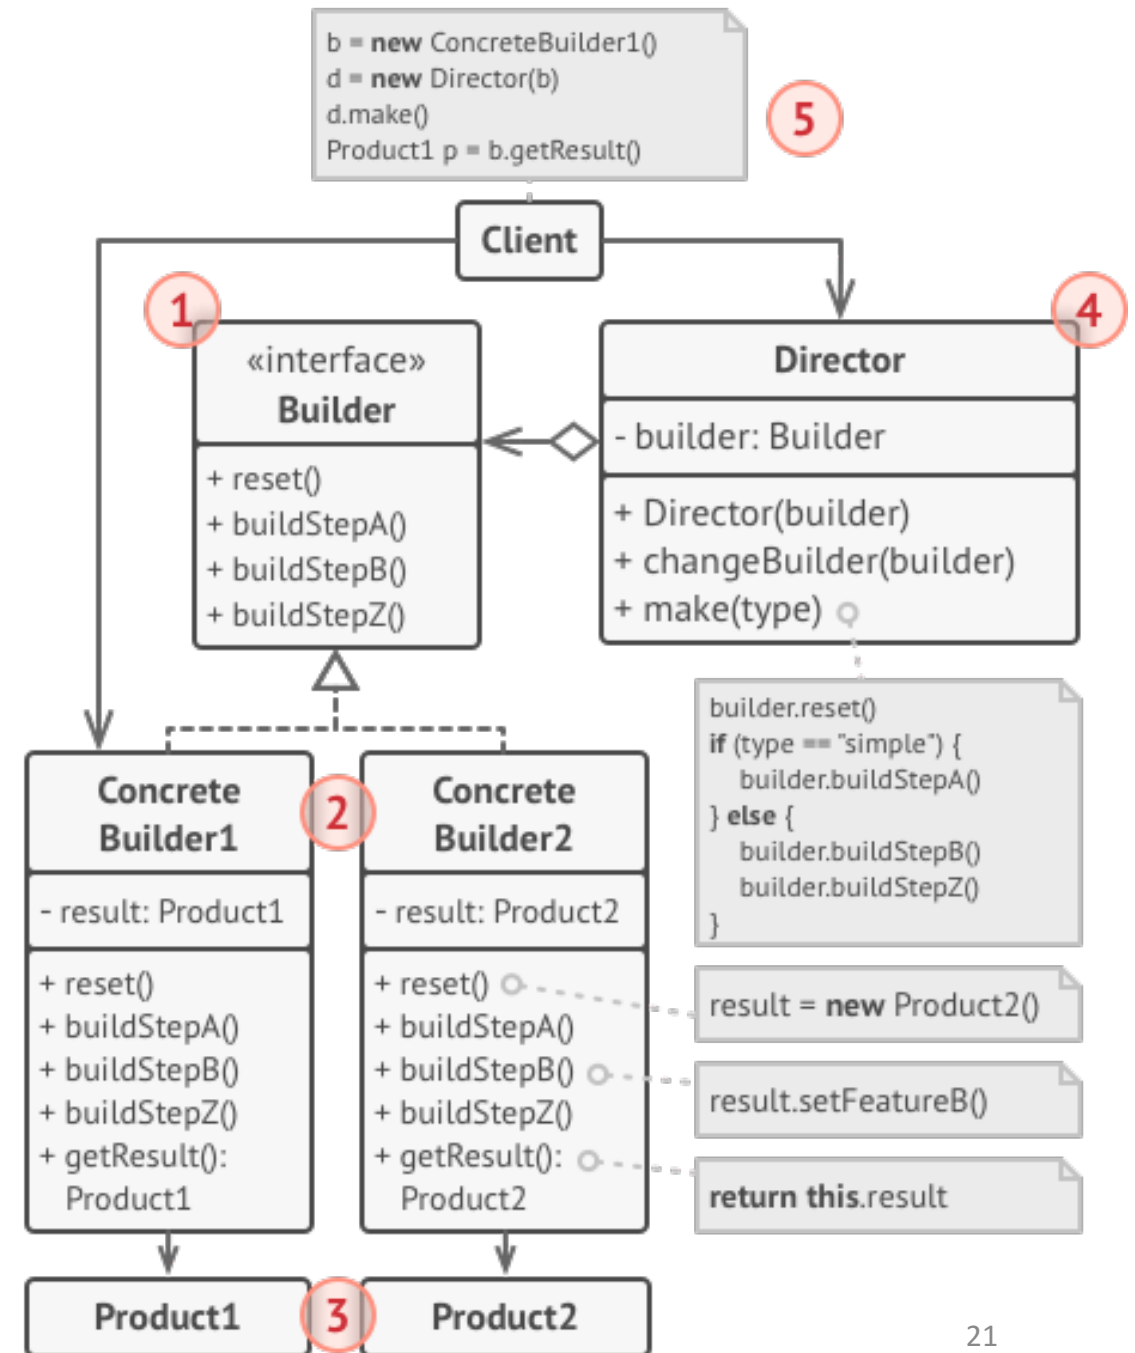 b = new ConcreteBuilder1()
d = new Director(b)
d.make()
Product1 p = b.getResult()
5
Client
1
«interface»
Builder
+ reset()
+ buildStepA()
+ buildStepB()
+ buildStepZ()
4
Director
- builder: Builder
+ Director(builder)
+ changeBuilder(builder)
+ make(type)
builder.reset()
if (type == "simple") {
builder.buildStepA()
} else {
builder.buildStepB()
builder.buildStepZ()
}
Concrete
Builder1
- result: Product1
+ reset()
+ buildStepA()
+ buildStepB()
+ buildStepZ()
+ getResult():
Product1
2
Concrete
Builder2
- result: Product2
+ reset()
+ buildStepA()
+ buildStepB()
+ buildStepZ()
+ getResult():
Product2
result = new Product2()
result.setFeatureB()
return this.result
Product1
3
Product2
21